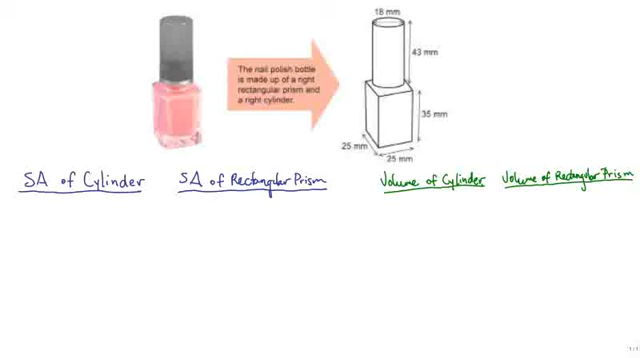 18 mm
43 mm
The nail polish bottle
is made up of a right
rectangular prism and
a right cylinder.
35 mm
25 mm
25 mm
SA of Cylinder
SA of Rectangular Prism
Volume of Cylinder
Volume of Rectangular Prism
1/1